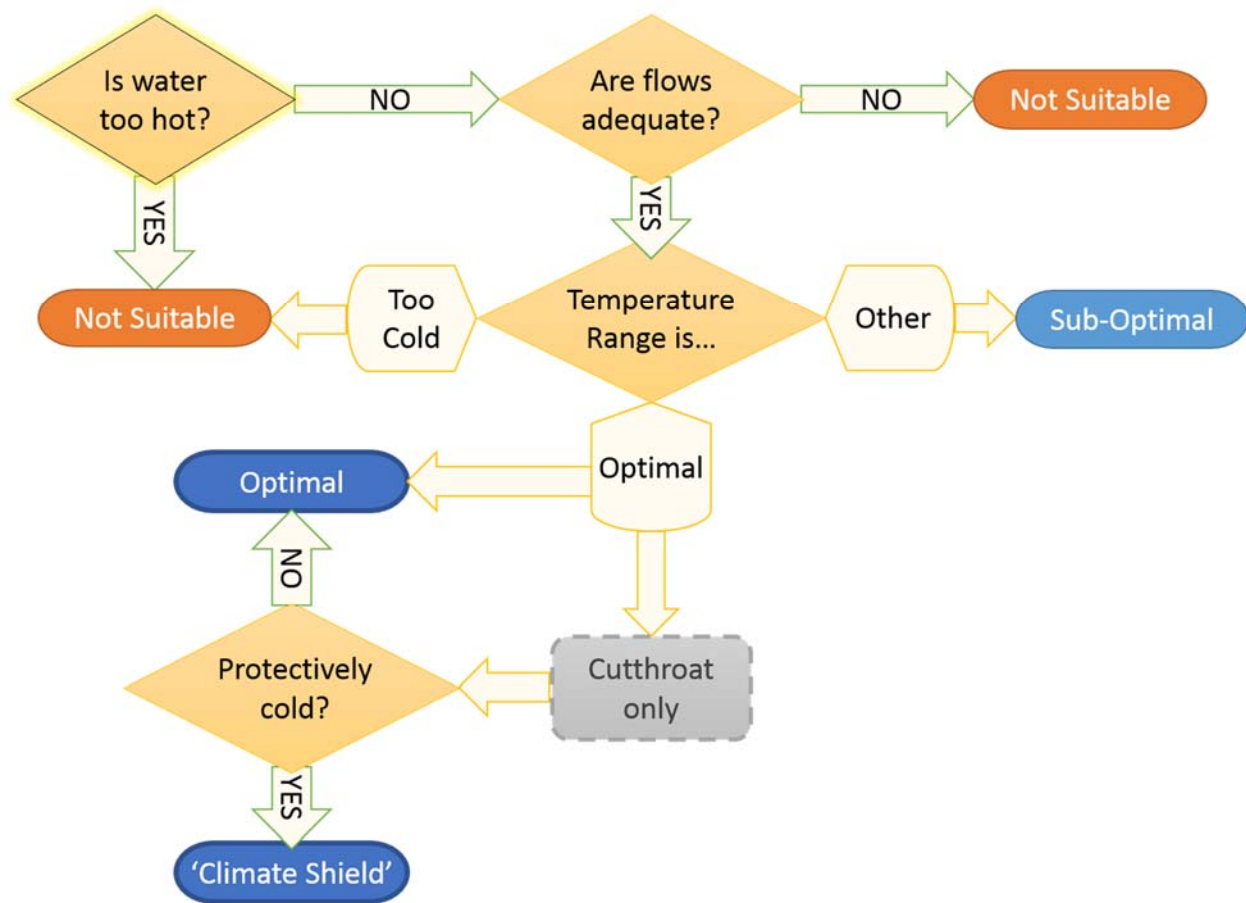 Is water
too hot?
NO
Are flows
adequate?
NO
Not Suitable
YES
YES
Not Suitable
Too
Cold
Temperature
Range is...
Other
Sub-Optimal
Optimal
Optimal
NO
Protectively
cold?
Cutthroat
only
YES
‘Climate Shield’